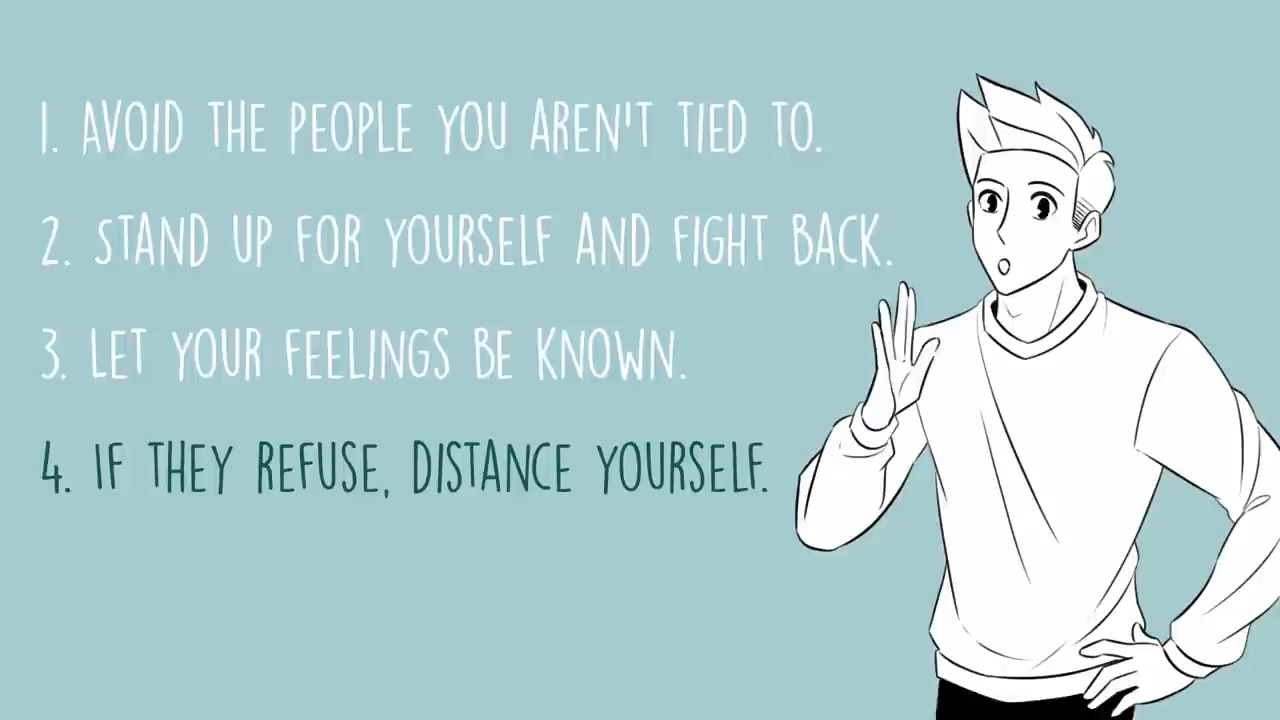 1. AVOID THE PEOPLE YOU AREN'T TIED TO.
2. STAND UP FOR YOURSELF AND FIGHT BACK.
3. LET YOUR FEELINGS BE KNOWN.
4. IF THEY REFUSE, DISTANCE YOURSELF.